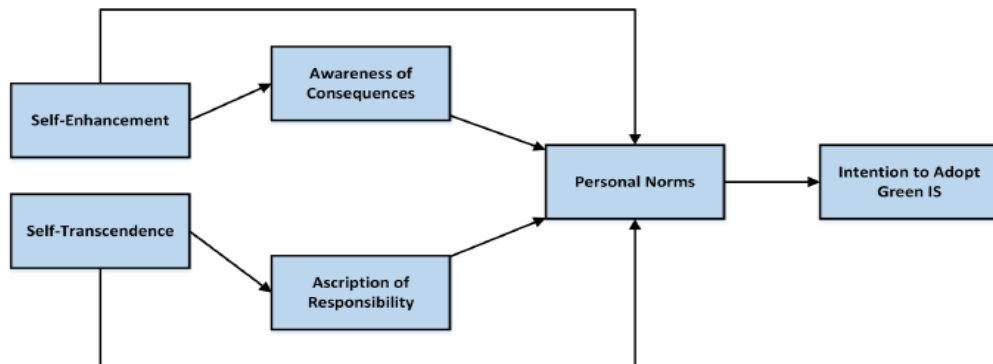 Awareness of
Consequences
Self-Enhancement
Personal Norms
Intention to Adopt
Green IS
Self-Transcendence
Ascription of
Responsibility